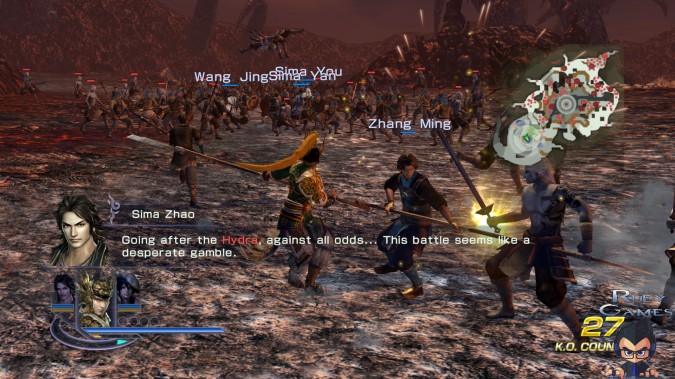 Sima You
Wang Jing
Sima Yan
Zhang Ming
Sima Zhao
Going after the Hydra, against all odds... This battle seems like a
desperate gamble.
27
K.O. COUN
Games